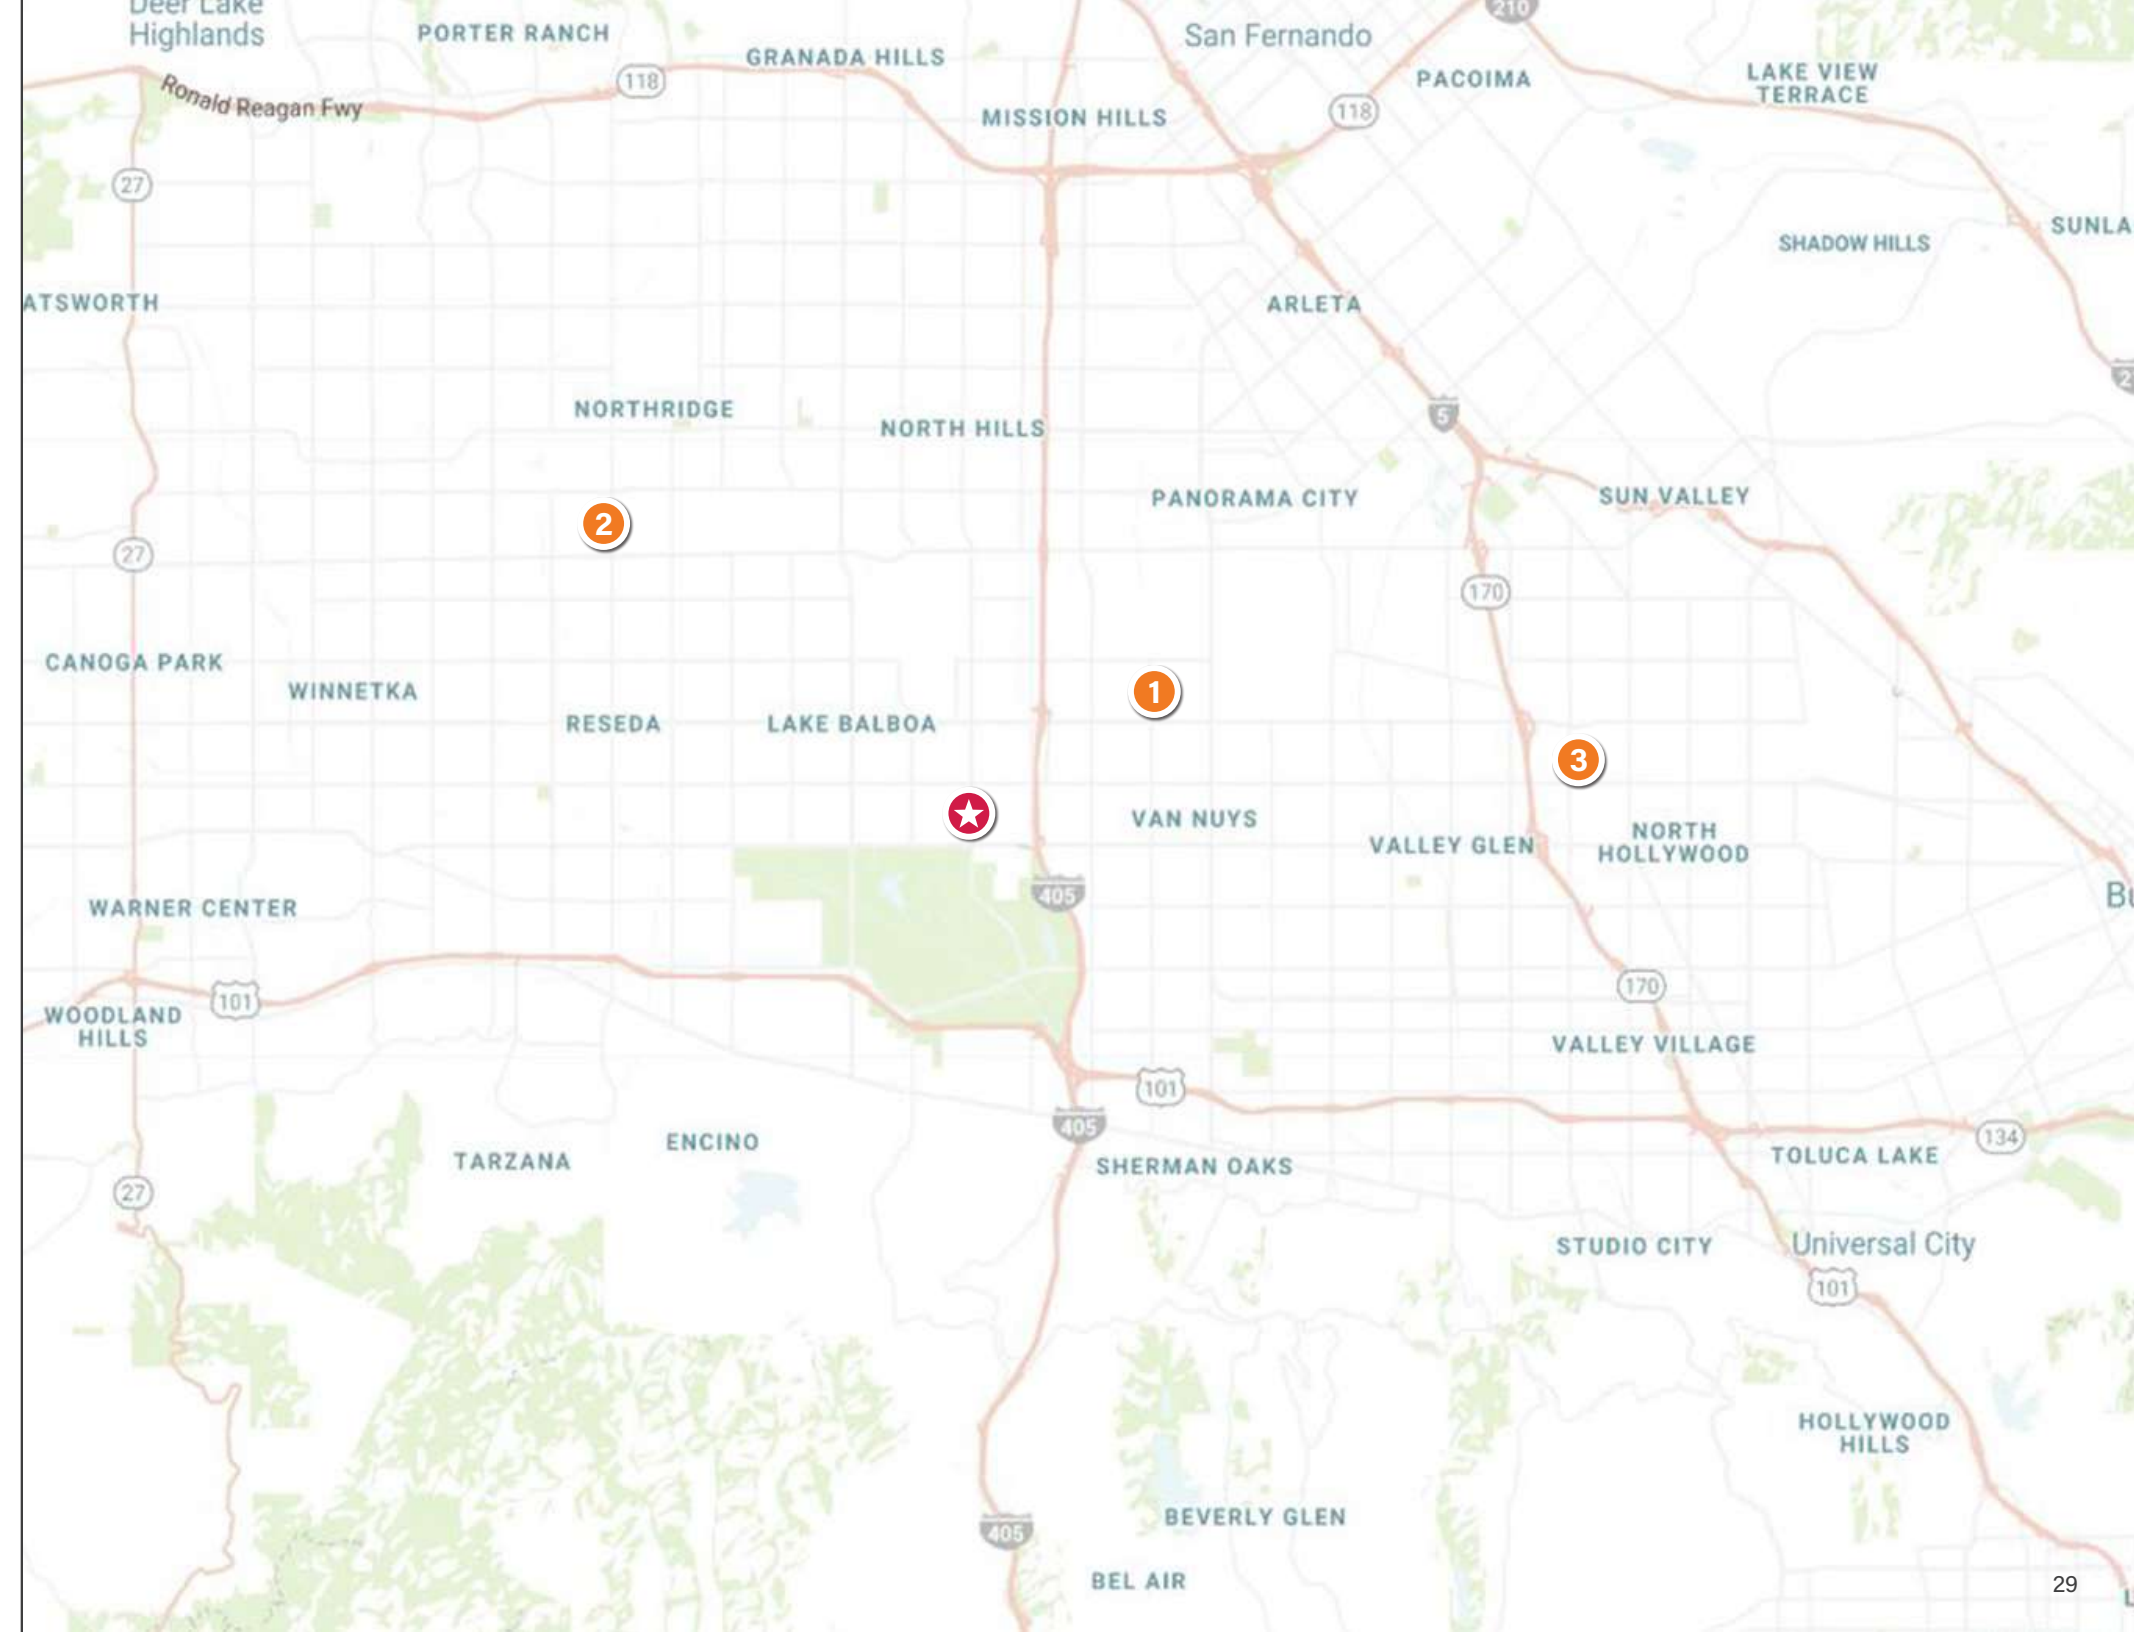 Deer Lake
Highlands
PORTER RANCH
GRANADA HILLS
San Fernando
210
PACOIMA
LAKE VIEW
TERRACE
Ronald Reagan Fwy
118
118
MISSION HILLS
27
SUNLA
SHADOW HILLS
ATSWORTH
ARLETA
2
NORTHRIDGE
NORTH HILLS
5
PANORAMA CITY
SUN VALLEY
2
27
170
CANOGA PARK
WINNETKA
1
RESEDA
LAKE BALBOA
3
VAN NUYS
VALLEY GLEN
NORTH
HOLLYWOOD
405
Bu
WARNER CENTER
170
101
WOODLAND
HILLS
VALLEY VILLAGE
101
405
134
TARZANA
ENCINO
SHERMAN OAKS
TOLUCA LAKE
27
STUDIO CITY
Universal City
101
HOLLYWOOD
HILLS
BEVERLY GLEN
405
BEL AIR
29
L